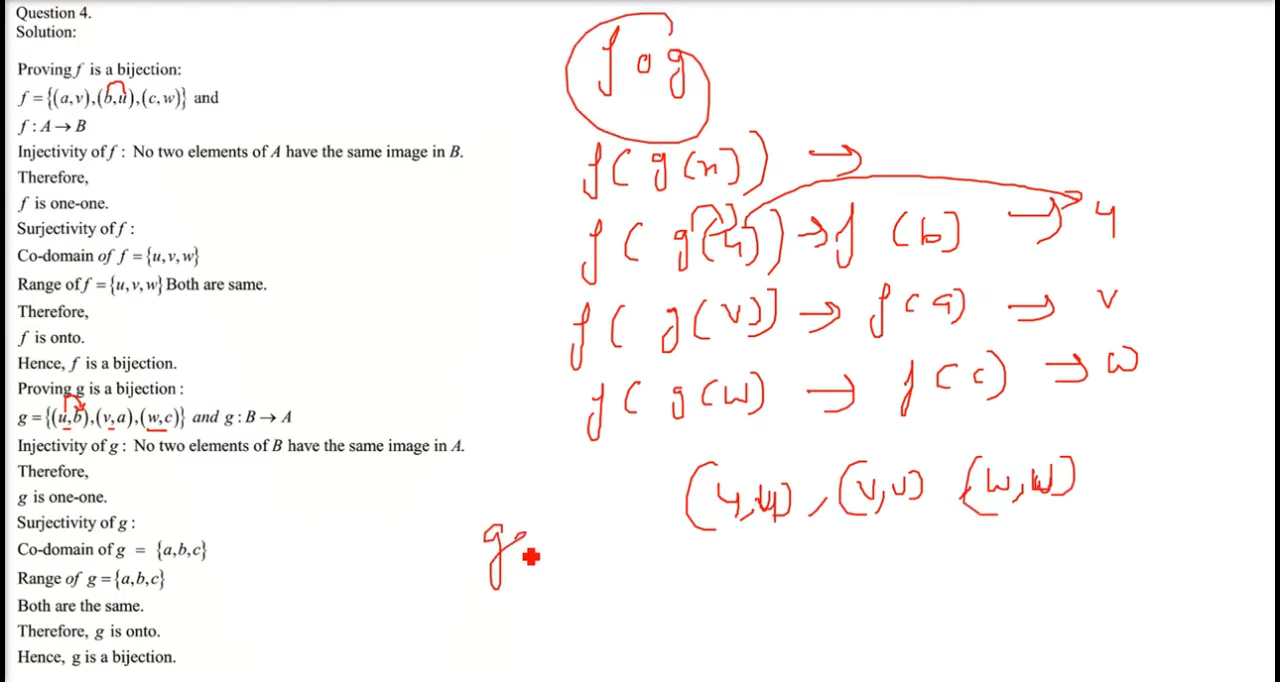 Question 4.
Solution:
Proving f is a bijection:
f = {(a, v), (b, u), (c, w)} and
f : A → B
Injectivity of f : No two elements of A have the same image in B.
Therefore,
f is one-one.
Surjectivity of f :
Co-domain of f = {u, v, w}
Range of f = {u, v, w} Both are same.
Therefore,
f is onto.
Hence, f is a bijection.
Proving g is a bijection :
g = {(u, b), (v, a), (w, c)} and g : B → A
Injectivity of g : No two elements of B have the same image in A.
Therefore,
g is one-one.
Surjectivity of g :
Co-domain of g = {a, b, c}
Range of g = {a, b, c}
Both are the same.
Therefore, g is onto.
Hence, g is a bijection.
f o g
f ( g (x) ) →
f ( g (u) ) → f (b) → u
f ( g (v) ] → f (a) → v
f ( g (w) → f (c) → w
(u, u) , (v, v) (w, w)
g